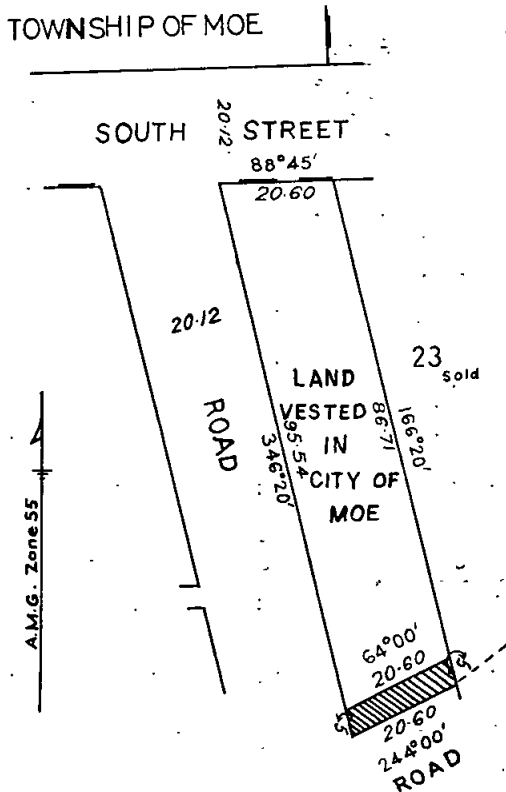 TOWNSHIP OF MOE
SOUTH STREET
20·12
88°45'
20·60
20·12
ROAD
23
Sold
LAND
VESTED
IN
CITY OF
MOE
95·54
346°20'
86·71
166°20'
A.M.G. Zone 55
64°00'
20·60
5
5
20·60
244°00'
ROAD